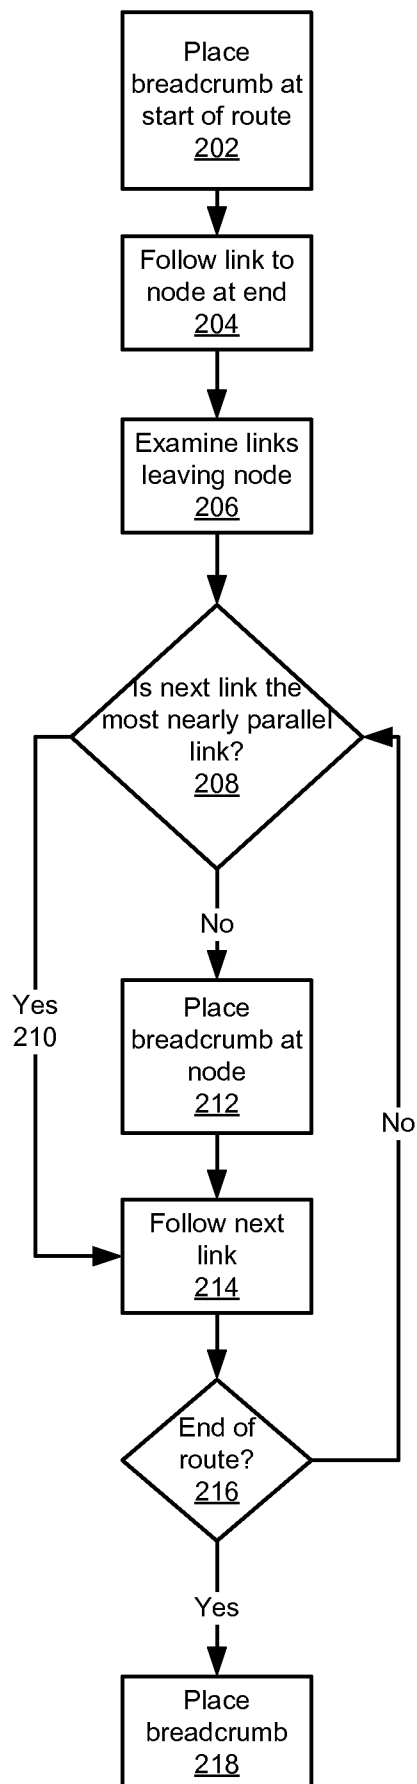 Place
breadcrumb at
start of route
202
Follow link to
node at end
204
Examine links
leaving node
206
Is next link the
most nearly parallel
link?
208
No
Yes
210
Place
breadcrumb at
node
212
No
Follow next
link
214
End of
route?
216
Yes
Place
breadcrumb
218